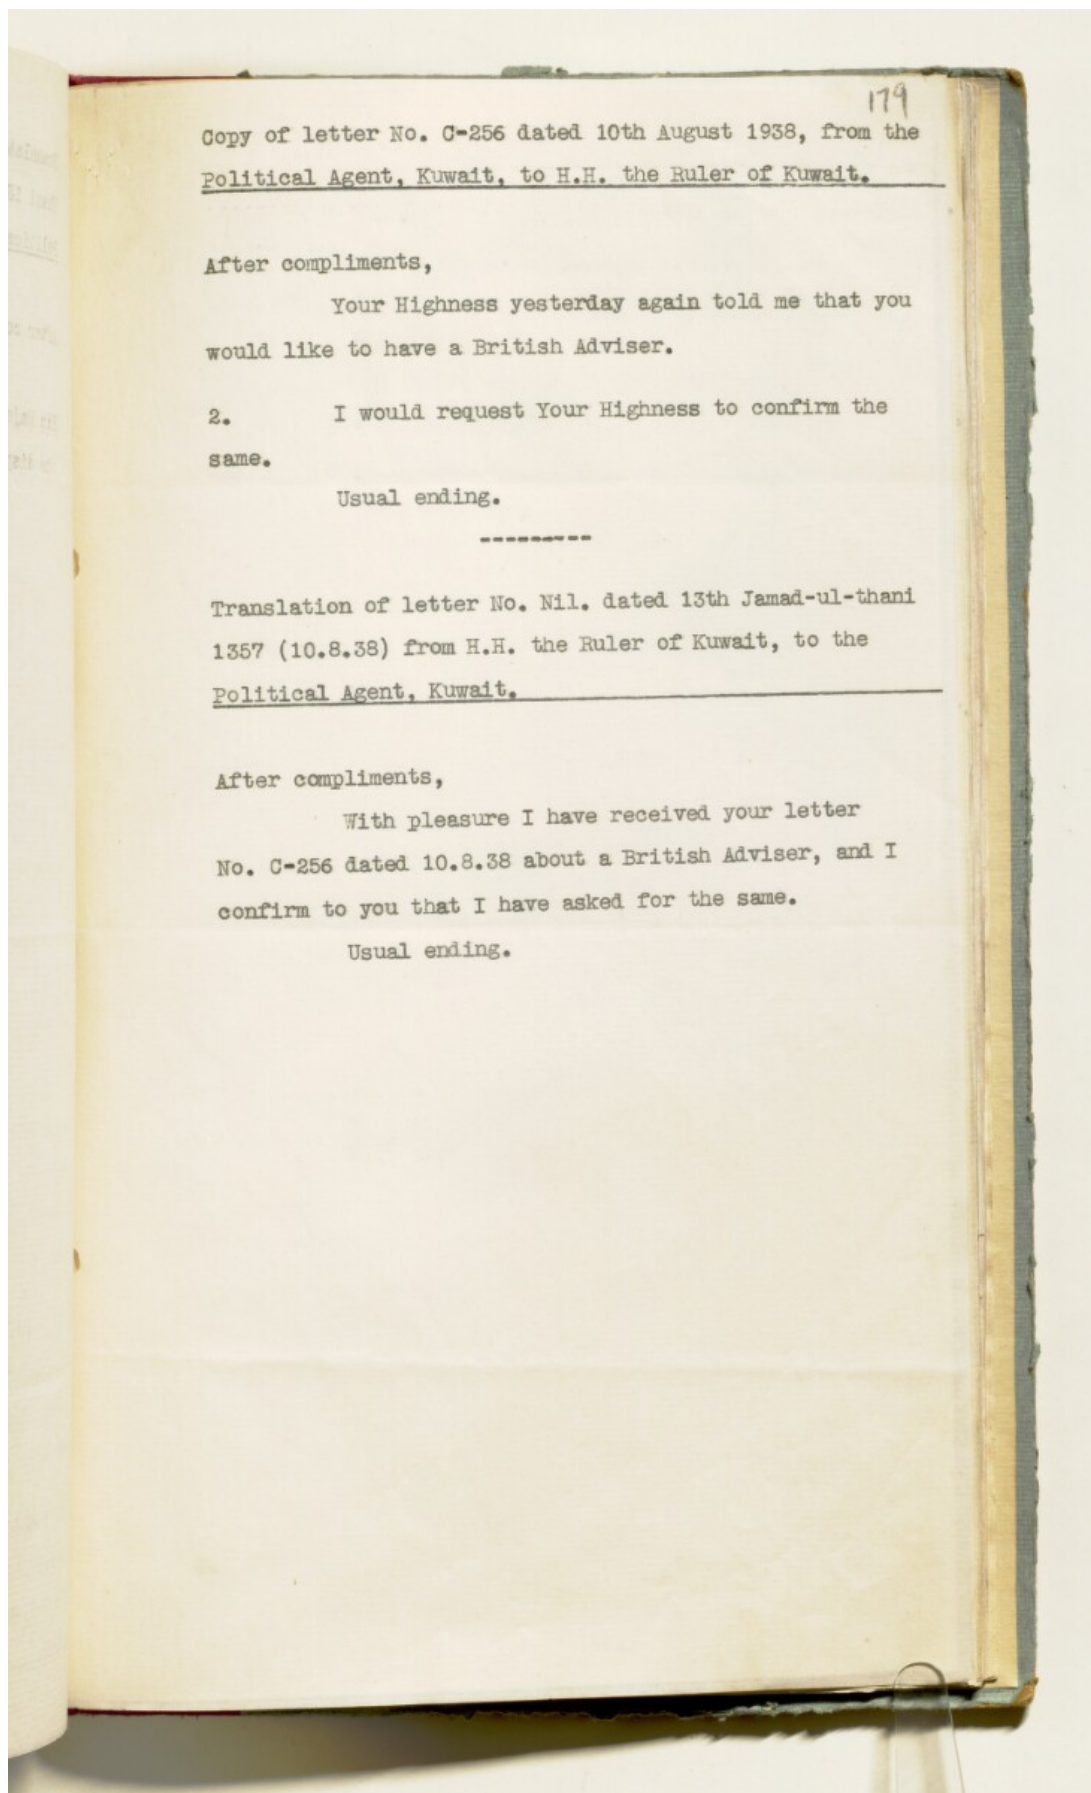 179
Copy of letter No. C-256 dated 10th August 1938, from the
Political Agent, Kuwait, to H.H. the Ruler of Kuwait.
After compliments,
Your Highness yesterday again told me that you
would like to have a British Adviser.
2. I would request Your Highness to confirm the
same.
Usual ending.
---------
Translation of letter No. Nil. dated 13th Jamad-ul-thani
1357 (10.8.38) from H.H. the Ruler of Kuwait, to the
Political Agent, Kuwait.
After compliments,
With pleasure I have received your letter
No. C-256 dated 10.8.38 about a British Adviser, and I
confirm to you that I have asked for the same.
Usual ending.